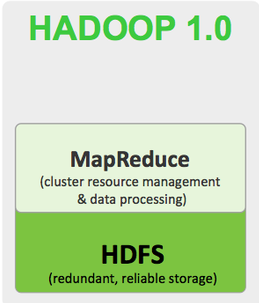 HADOOP 1.0
MapReduce
(cluster resource management
& data processing)
HDFS
(redundant, reliable storage)